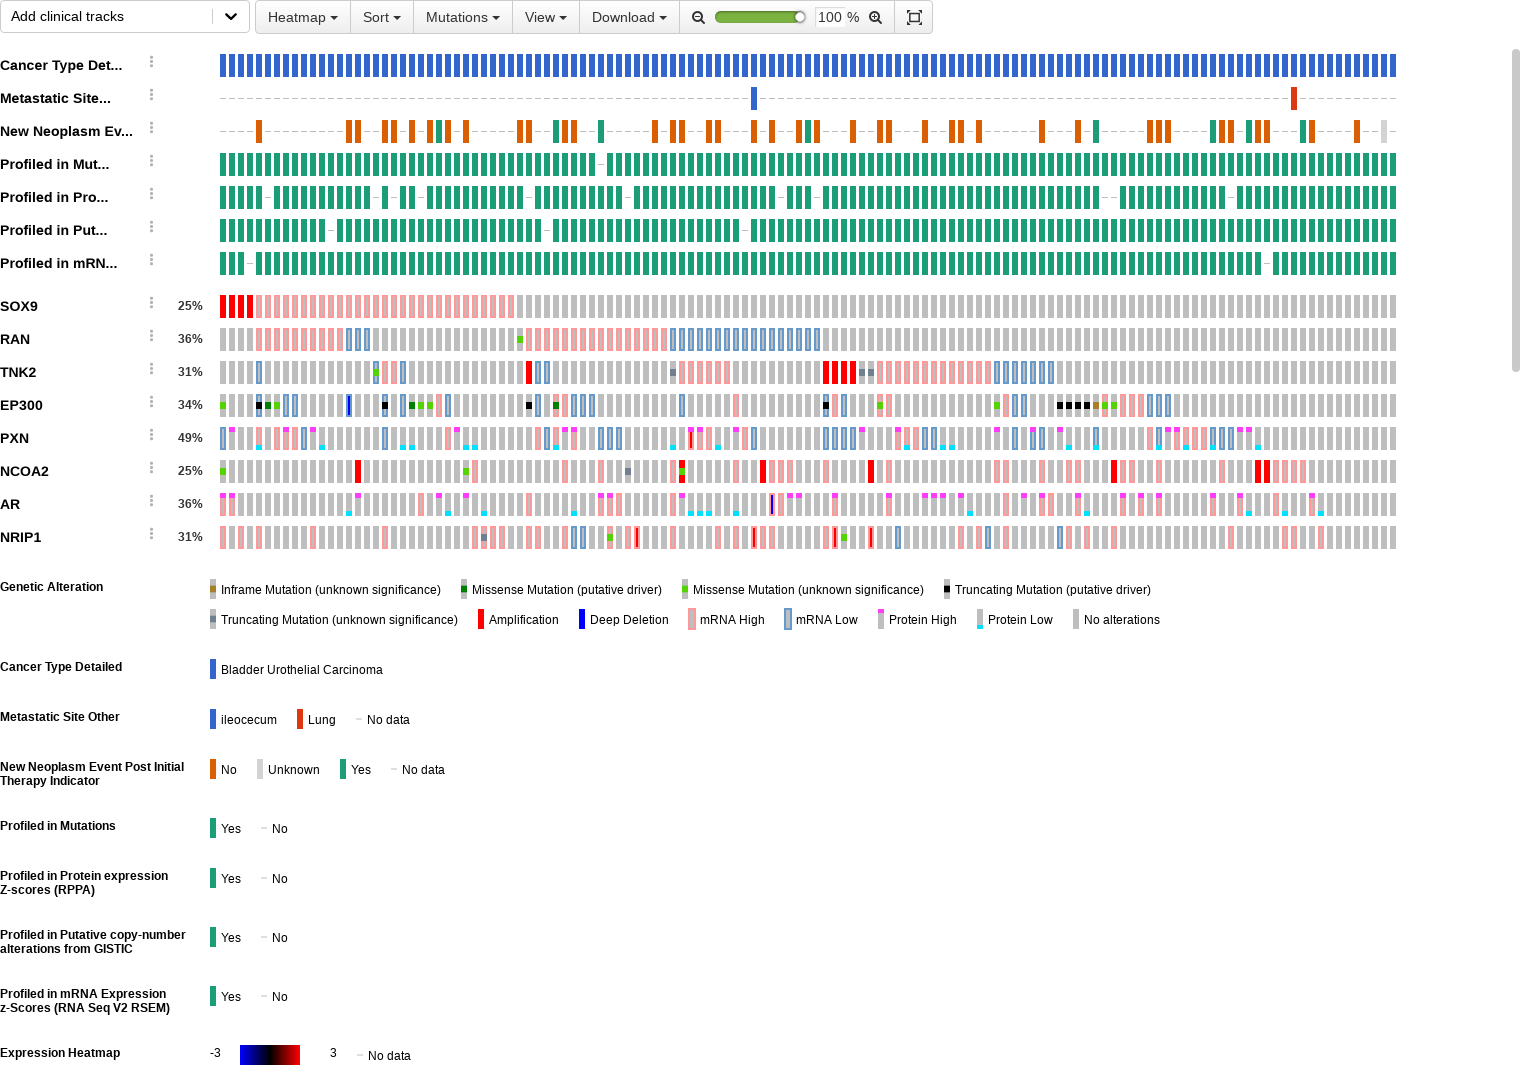 Add clinical tracks Heatmap Sort Mutations View Download 100 %
Cancer Type Det...
Metastatic Site...
New Neoplasm Ev...
Profiled in Mut...
Profiled in Pro...
Profiled in Put...
Profiled in mRN...
SOX9 25%
RAN 36%
TNK2 31%
EP300 34%
PXN 49%
NCOA2 25%
AR 36%
NRIP1 31%
Genetic Alteration Inframe Mutation (unknown significance) Missense Mutation (putative driver) Missense Mutation (unknown significance) Truncating Mutation (putative driver)
Truncating Mutation (unknown significance) Amplification Deep Deletion mRNA High mRNA Low Protein High Protein Low No alterations
Cancer Type Detailed Bladder Urothelial Carcinoma
Metastatic Site Other ileocecum Lung No data
New Neoplasm Event Post Initial
Therapy Indicator No Unknown Yes No data
Profiled in Mutations Yes No
Profiled in Protein expression
Z-scores (RPPA) Yes No
Profiled in Putative copy-number
alterations from GISTIC Yes No
Profiled in mRNA Expression
z-Scores (RNA Seq V2 RSEM) Yes No
Expression Heatmap -3 3 No data